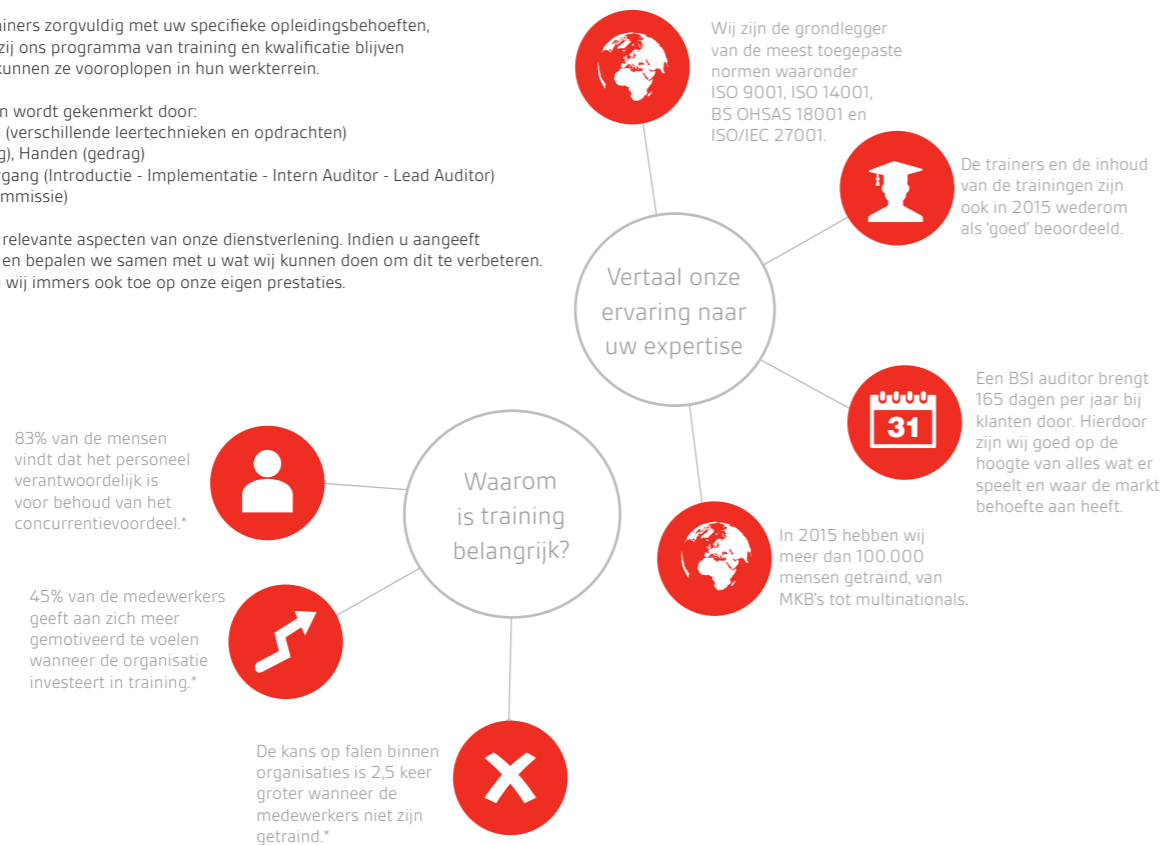 ainers zorgvuldig met uw specifieke opleidingsbehoeften,
zij ons programma van training en kwalificatie blijven
kunnen ze vooroplopen in hun werkterrein.
n wordt gekenmerkt door:
(verschillende leertechnieken en opdrachten)
g), Handen (gedrag)
rgang (Introductie - Implementatie - Intern Auditor - Lead Auditor)
mmissie)
relevante aspecten van onze dienstverlening. Indien u aangeeft
en bepalen we samen met u wat wij kunnen doen om dit te verbeteren.
wij immers ook toe op onze eigen prestaties.
Wij zijn de grondlegger
van de meest toegepaste
normen waaronder
ISO 9001, ISO 14001,
BS OHSAS 18001 en
ISO/IEC 27001.
De trainers en de inhoud
van de trainingen zijn
ook in 2015 wederom
als 'goed' beoordeeld.
Vertaal onze
ervaring naar
uw expertise
31
Een BSI auditor brengt
165 dagen per jaar bij
klanten door. Hierdoor
zijn wij goed op de
hoogte van alles wat er
speelt en waar de markt
behoefte aan heeft.
In 2015 hebben wij
meer dan 100.000
mensen getraind, van
MKB's tot multinationals.
Waarom
is training
belangrijk?
83% van de mensen
vindt dat het personeel
verantwoordelijk is
voor behoud van het
concurrentievoordeel.*
45% van de medewerkers
geeft aan zich meer
gemotiveerd te voelen
wanneer de organisatie
investeert in training.*
De kans op falen binnen
organisaties is 2,5 keer
groter wanneer de
medewerkers niet zijn
getraind.*